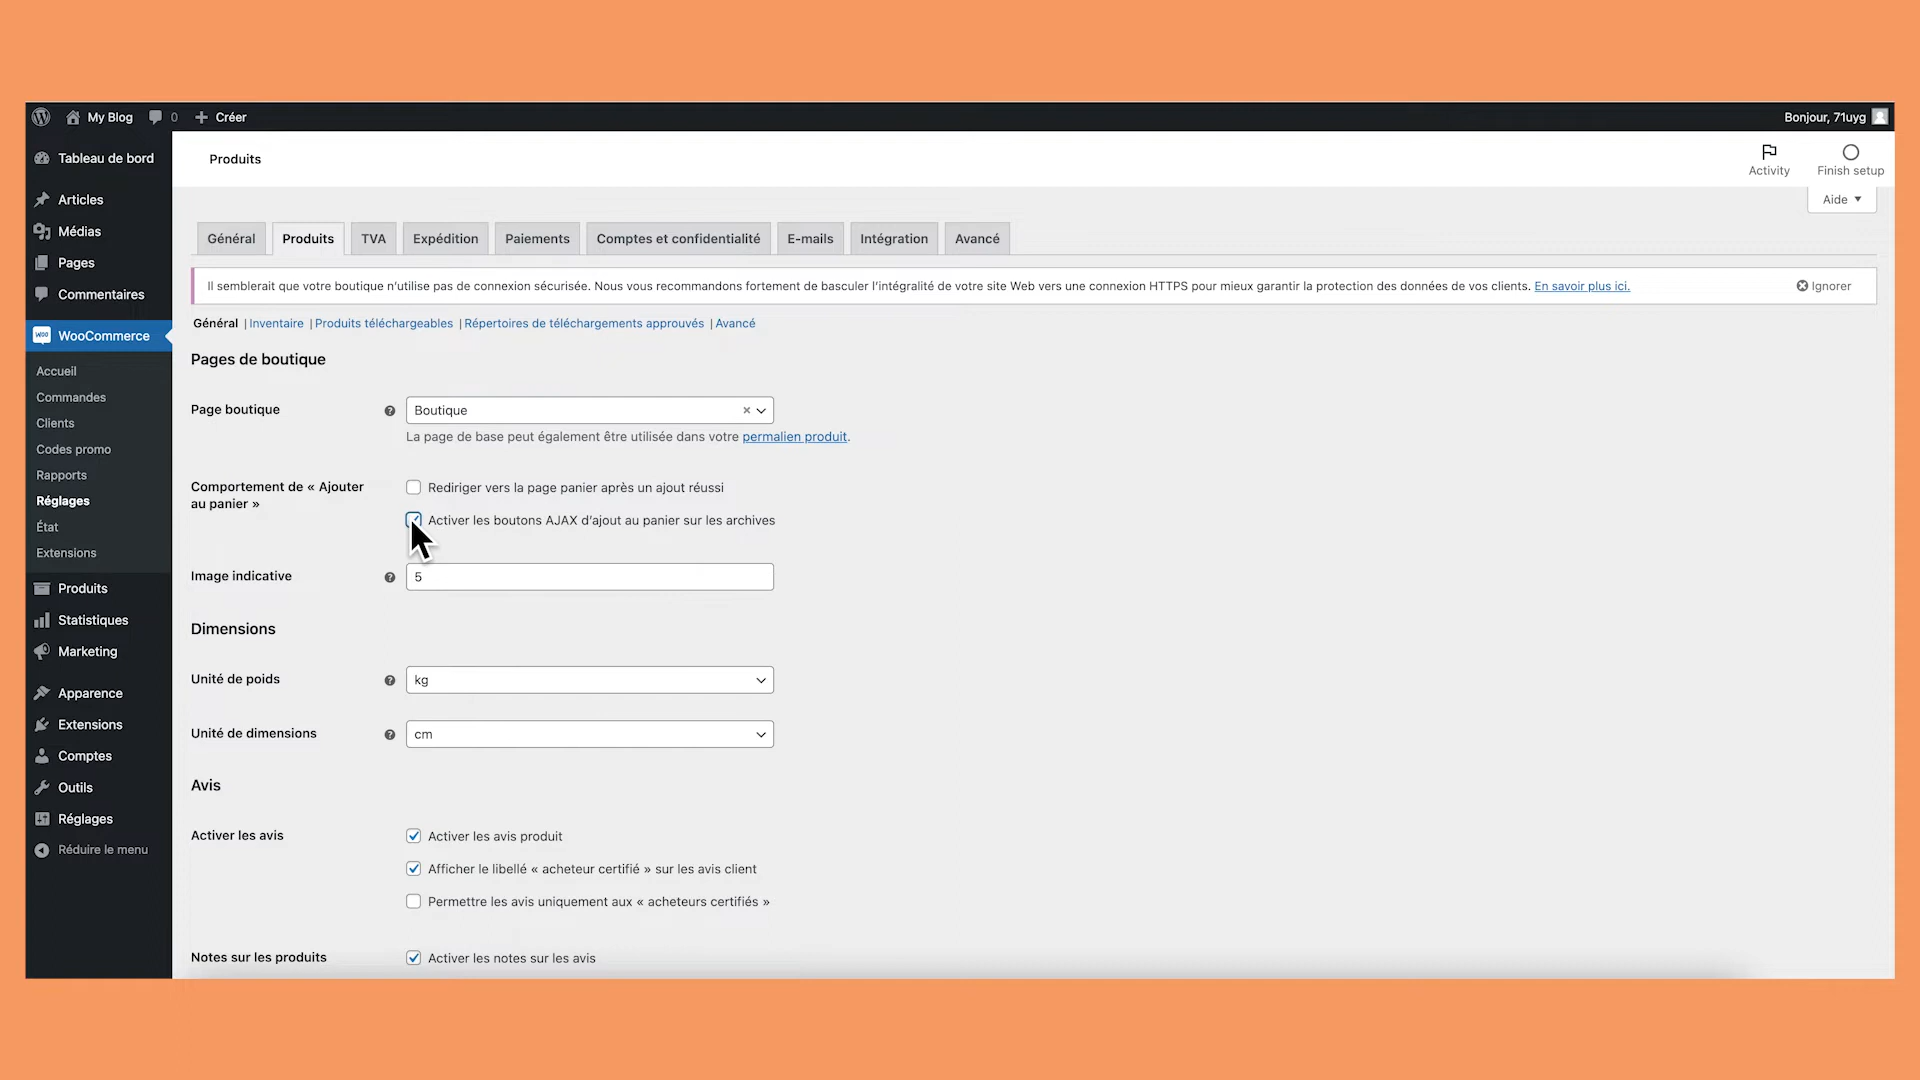 My Blog 0 Créer
Bonjour, 71uyg
Tableau de bord
Articles
Médias
Pages
Commentaires
WOO WooCommerce
Accueil
Commandes
Clients
Codes promo
Rapports
Réglages
État
Extensions
Produits
Statistiques
Marketing
Apparence
Extensions
Comptes
Outils
Réglages
Réduire le menu
Produits
Activity
Finish setup
Aide
Général Produits TVA Expédition Paiements Comptes et confidentialité E-mails Intégration Avancé
Il semblerait que votre boutique n'utilise pas de connexion sécurisée. Nous vous recommandons fortement de basculer l’intégralité de votre site Web vers une connexion HTTPS pour mieux garantir la protection des données de vos clients. En savoir plus ici. Ignorer
Général | Inventaire | Produits téléchargeables | Répertoires de téléchargements approuvés | Avancé
Pages de boutique
Page boutique ? Boutique ×
La page de base peut également être utilisée dans votre permalien produit.
Comportement de « Ajouter
au panier »
Rediriger vers la page panier après un ajout réussi
Activer les boutons AJAX d’ajout au panier sur les archives
Image indicative ? 5
Dimensions
Unité de poids ? kg
Unité de dimensions ? cm
Avis
Activer les avis
Activer les avis produit
Afficher le libellé « acheteur certifié » sur les avis client
Permettre les avis uniquement aux « acheteurs certifiés »
Notes sur les produits
Activer les notes sur les avis